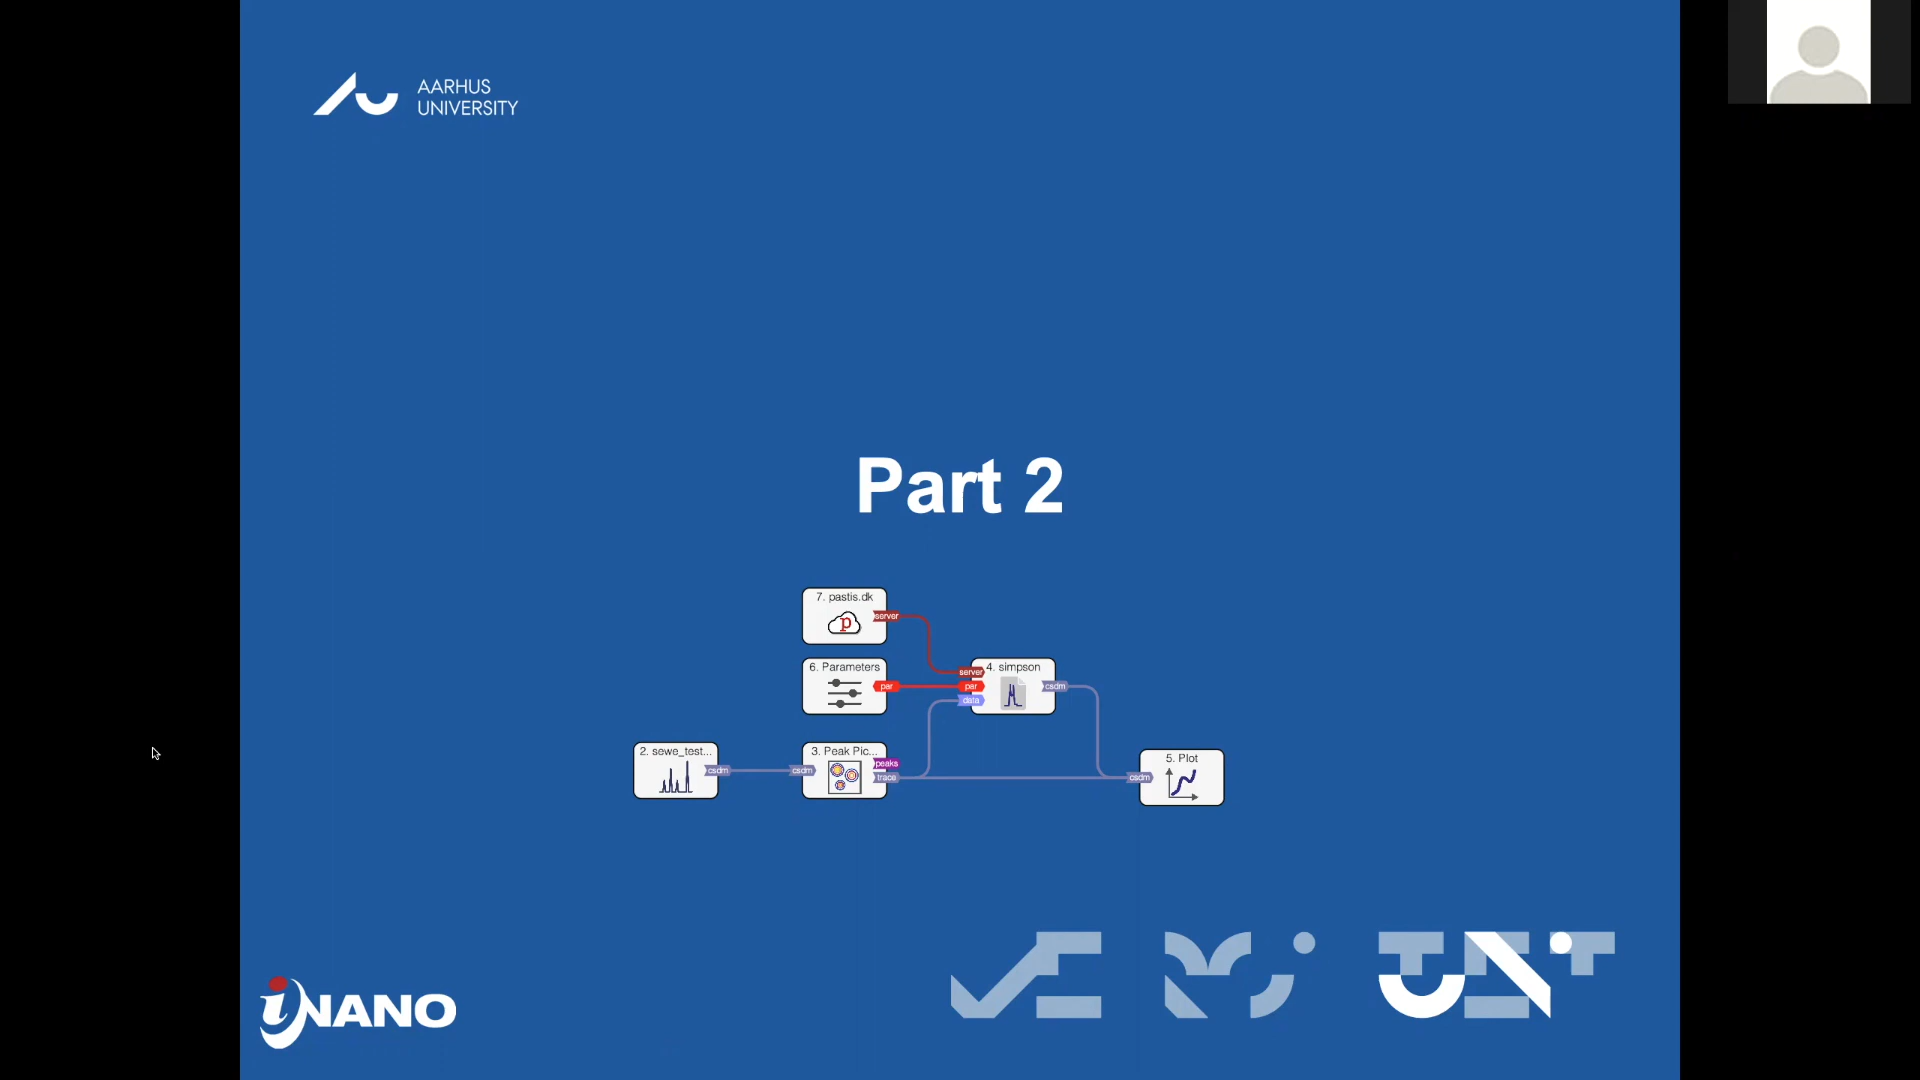 AARHUS
UNIVERSITY
Part 2
7. pastis.dk
p
server
6. Parameters
par
server
par
data
4. simpson
csdm
2. sewe_test...
csdm
csdm
3. Peak Pic...
peaks
trace
csdm
5. Plot
iNANO